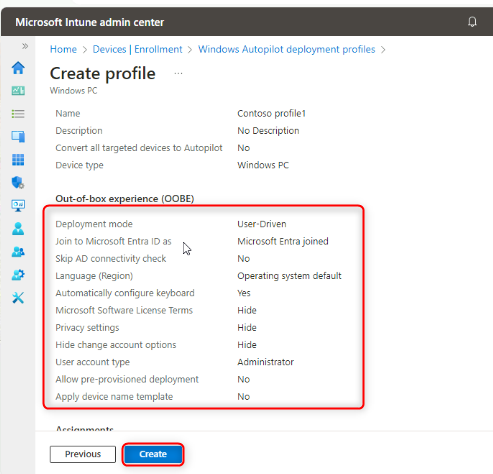 Microsoft Intune admin center
Home > Devices | Enrollment > Windows Autopilot deployment profiles >
Create profile ...
Windows PC
Name Contoso profile1
Description No Description
Convert all targeted devices to Autopilot No
Device type Windows PC
Out-of-box experience (OOBE)
Deployment mode User-Driven
Join to Microsoft Entra ID as Microsoft Entra joined
Skip AD connectivity check No
Language (Region) Operating system default
Automatically configure keyboard Yes
Microsoft Software License Terms Hide
Privacy settings Hide
Hide change account options Hide
User account type Administrator
Allow pre-provisioned deployment No
Apply device name template No
Assignments
Previous Create